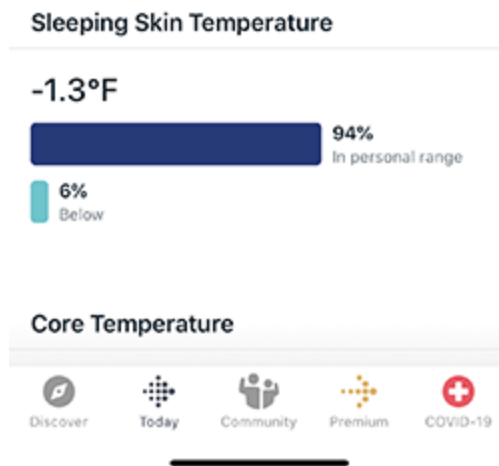 Sleeping Skin Temperature
-1.3°F
94%
In personal range
6%
Below
Core Temperature
Discover Today Community Premium COVID-19